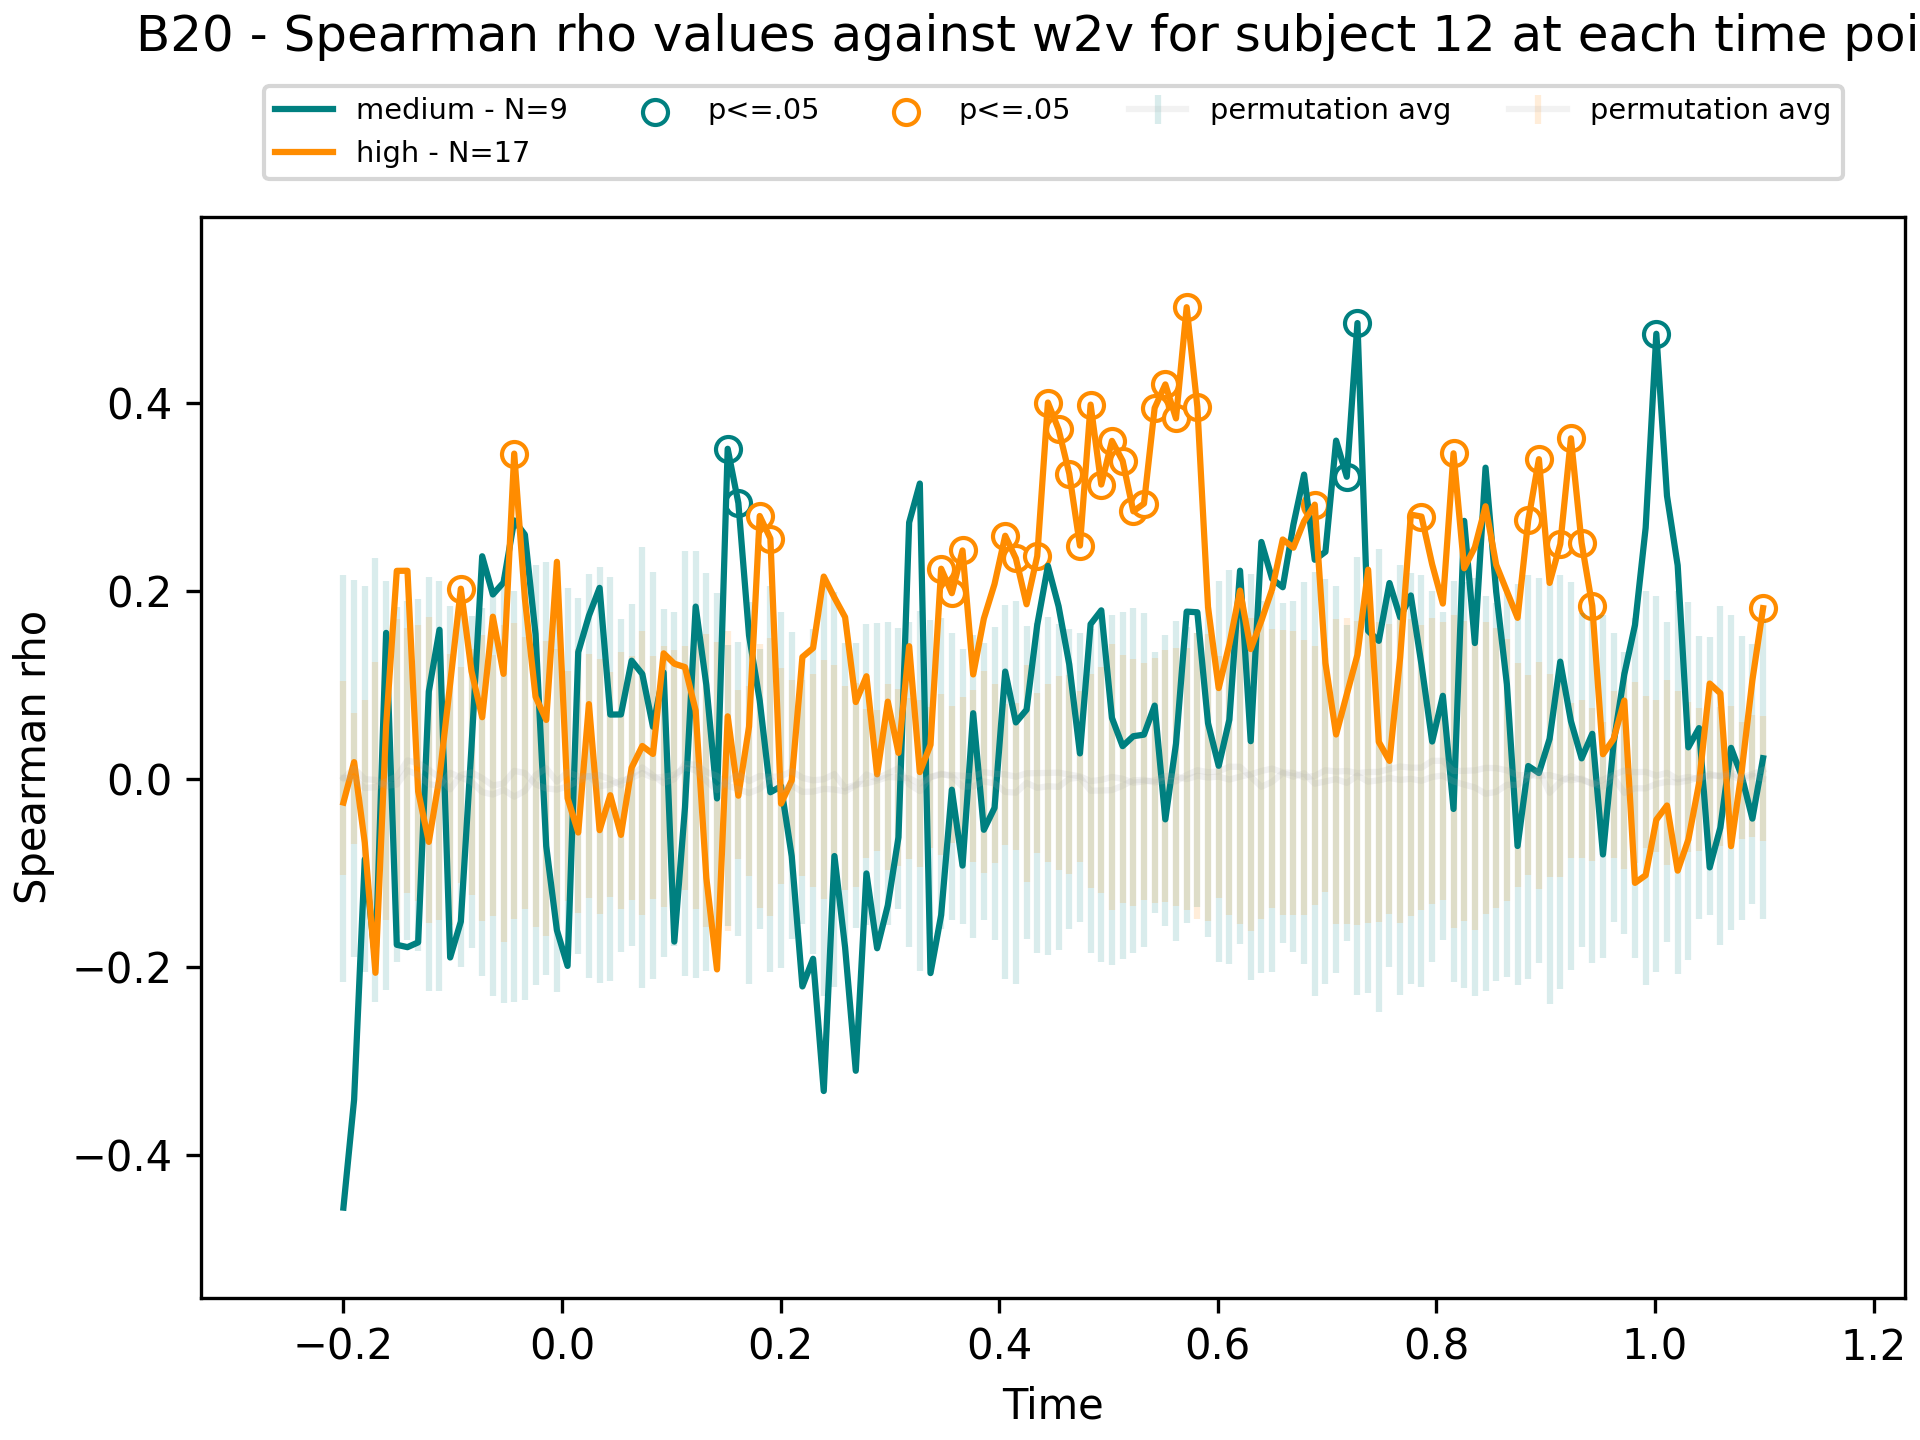 B20 - Spearman rho values against w2v for subject 12 at each time poi
medium - N=9
high - N=17
p<=.05
p<=.05
permutation avg
permutation avg
Spearman rho
0.4
0.2
0.0
−0.2
−0.4
−0.2
0.0
0.2
0.4
0.6
0.8
1.0
1.2
Time